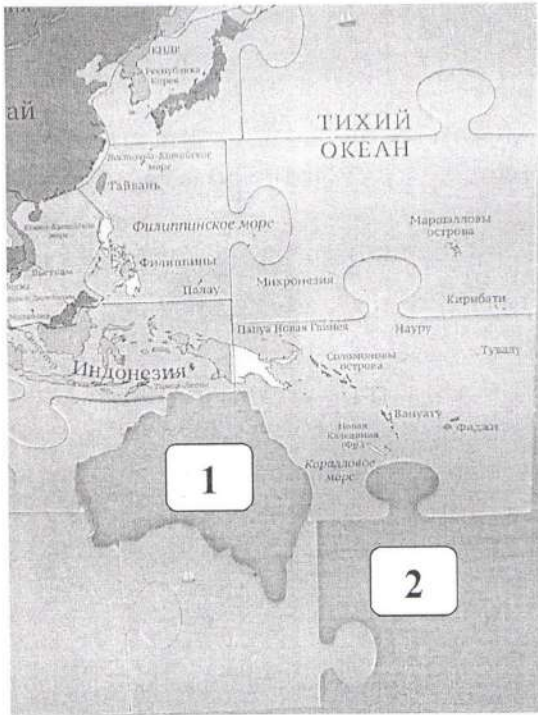 КНДР
Республика
Корея
ай
ТИХИЙ
ОКЕАН
Восточно-Китайское
море
Тайвань
Филиппинское море
Маршалловы
острова
Южно-Китайское
море
Вьетнам
Филиппины
Палау
Микронезия
Кирибати
Папуа Новая Гвинея
Науру
Тувалу
Соломоновы
острова
Индонезия
Вануату
Фиджи
Новая
Каледония
(Фр.)
Коралловое
море
1
2